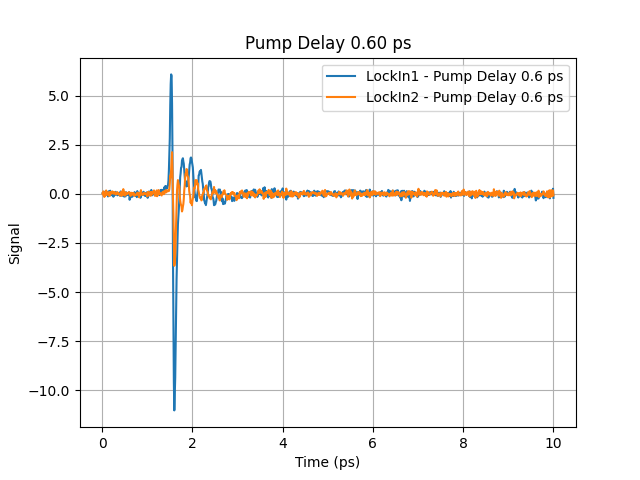 Pump Delay 0.60 ps
LockIn1 - Pump Delay 0.6 ps
LockIn2 - Pump Delay 0.6 ps
5.0
2.5
0.0
−2.5
−5.0
−7.5
−10.0
Signal
0 2 4 6 8 10
Time (ps)